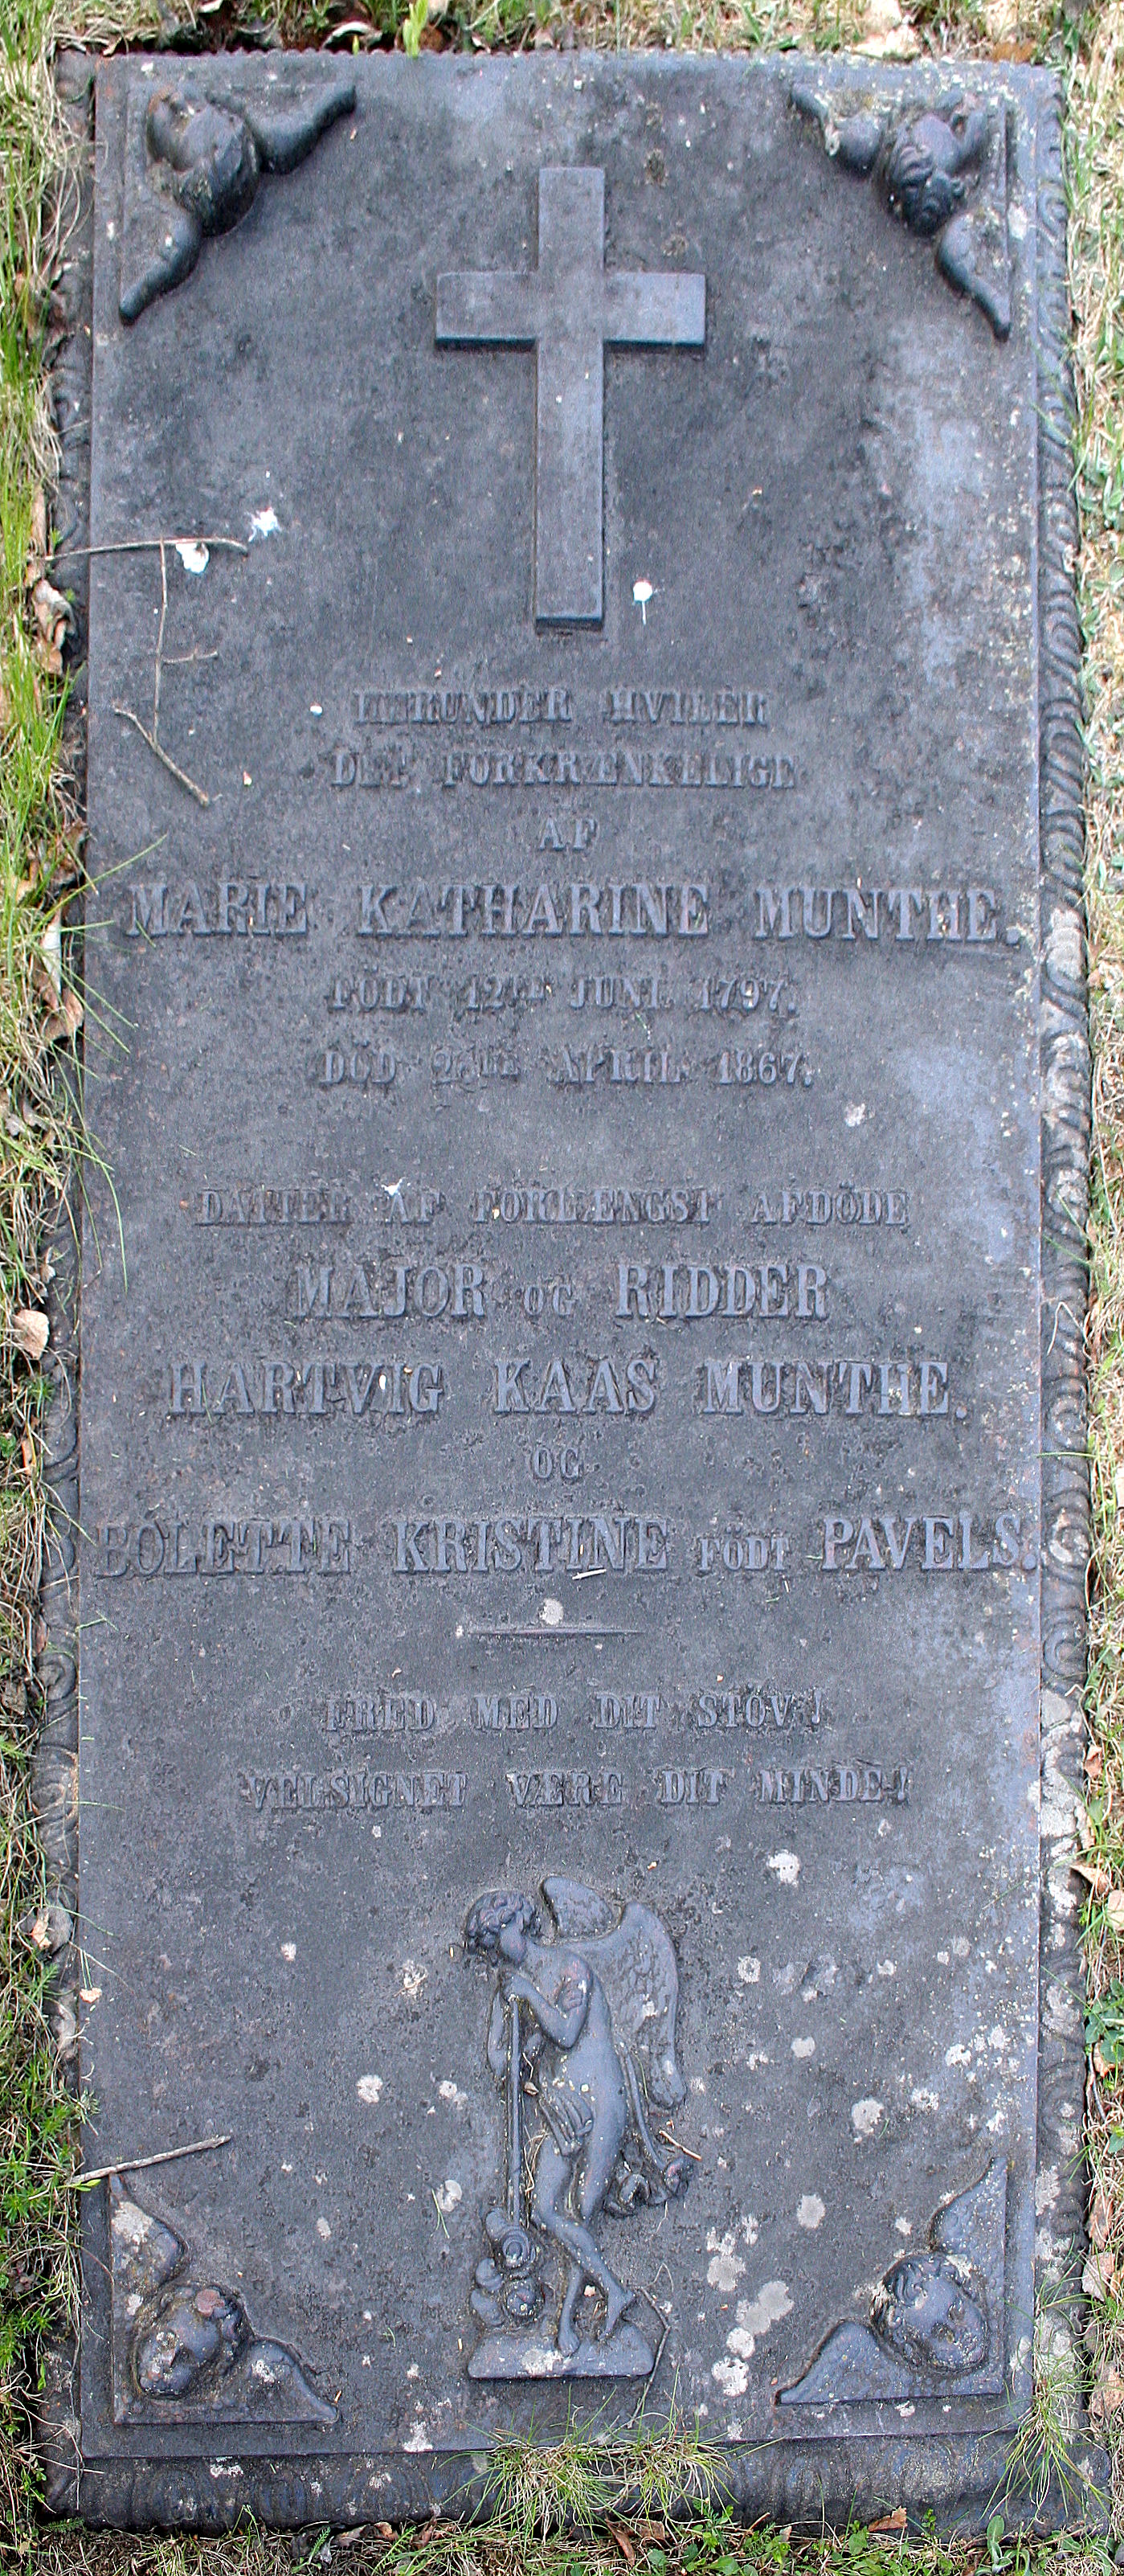 HERUNDER HVILER
DET FORKRÆNKELIGE
AF
MARIE KATHARINE MUNTHE.
FÖDT 12TE JUNI 1797.
DÖD APRIL 1867.
DATTER AF FORLÆNGST AFDÖDE
MAJOR OG RIDDER
HARTVIG KAAS MUNTHE.
OG
BOLETTE KRISTINE FÖDT PAVELS.
FRED MED DIT STÖV!
VELSIGNET VÆRE DIT MINDE!